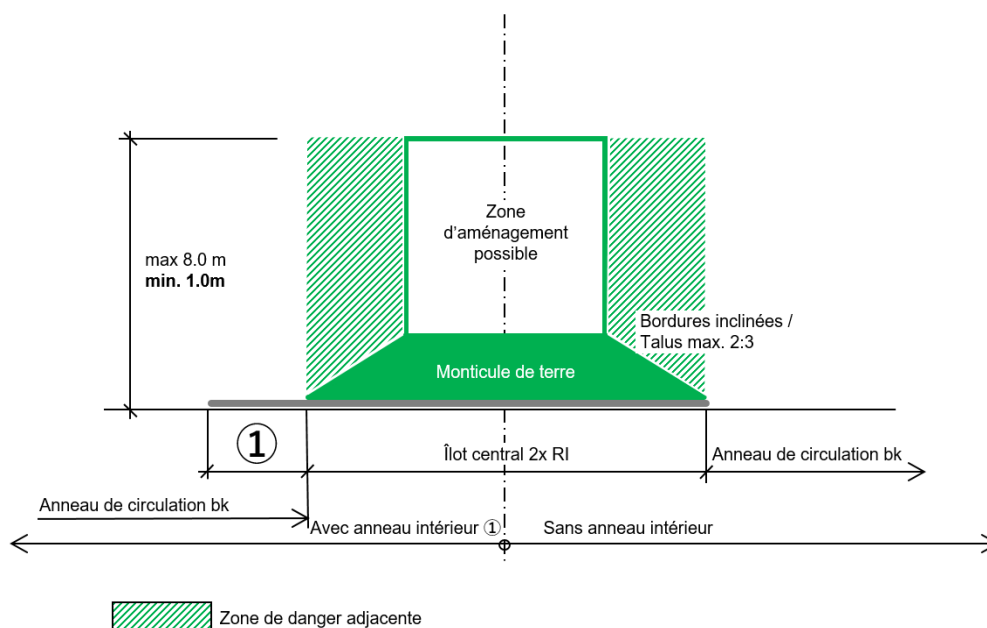 Zone
d'aménagement
possible
max 8.0 m
min. 1.0m
Bordures inclinées /
Talus max. 2:3
Monticule de terre
①
Îlot central 2x RI
Anneau de circulation bk
Anneau de circulation bk
Avec anneau intérieur ①
Sans anneau intérieur
Zone de danger adjacente